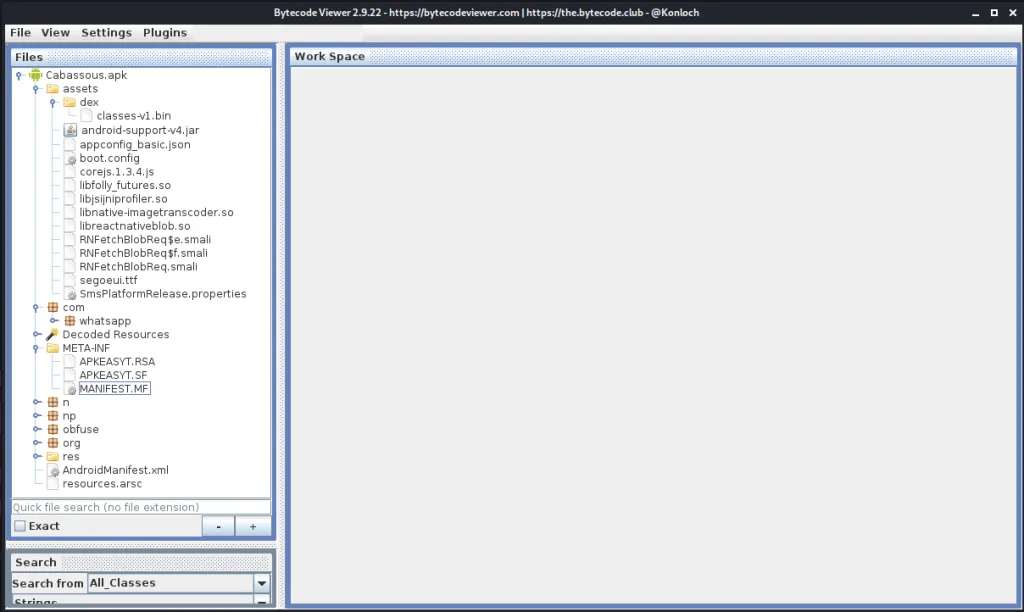 Bytecode Viewer 2.9.22 - https://bytecodeviewer.com | https://the.bytecode.club - @Konloch
File View Settings Plugins
Files
Cabassous.apk
assets
dex
classes-v1.bin
android-support-v4.jar
appconfig_basic.json
boot.config
corejs.1.3.4.js
libfolly_futures.so
libjsijniprofiler.so
libnative-imagetranscoder.so
libreactnativeblob.so
RNFetchBlobReq$e.smali
RNFetchBlobReq$f.smali
RNFetchBlobReq.smali
segoeui.ttf
SmsPlatformRelease.properties
com
whatsapp
Decoded Resources
META-INF
APKEASYT.RSA
APKEASYT.SF
MANIFEST.MF
n
np
obfuse
org
res
AndroidManifest.xml
resources.arsc
Quick file search (no file extension)
Exact - +
Search
Search from All_Classes
Strings
Work Space